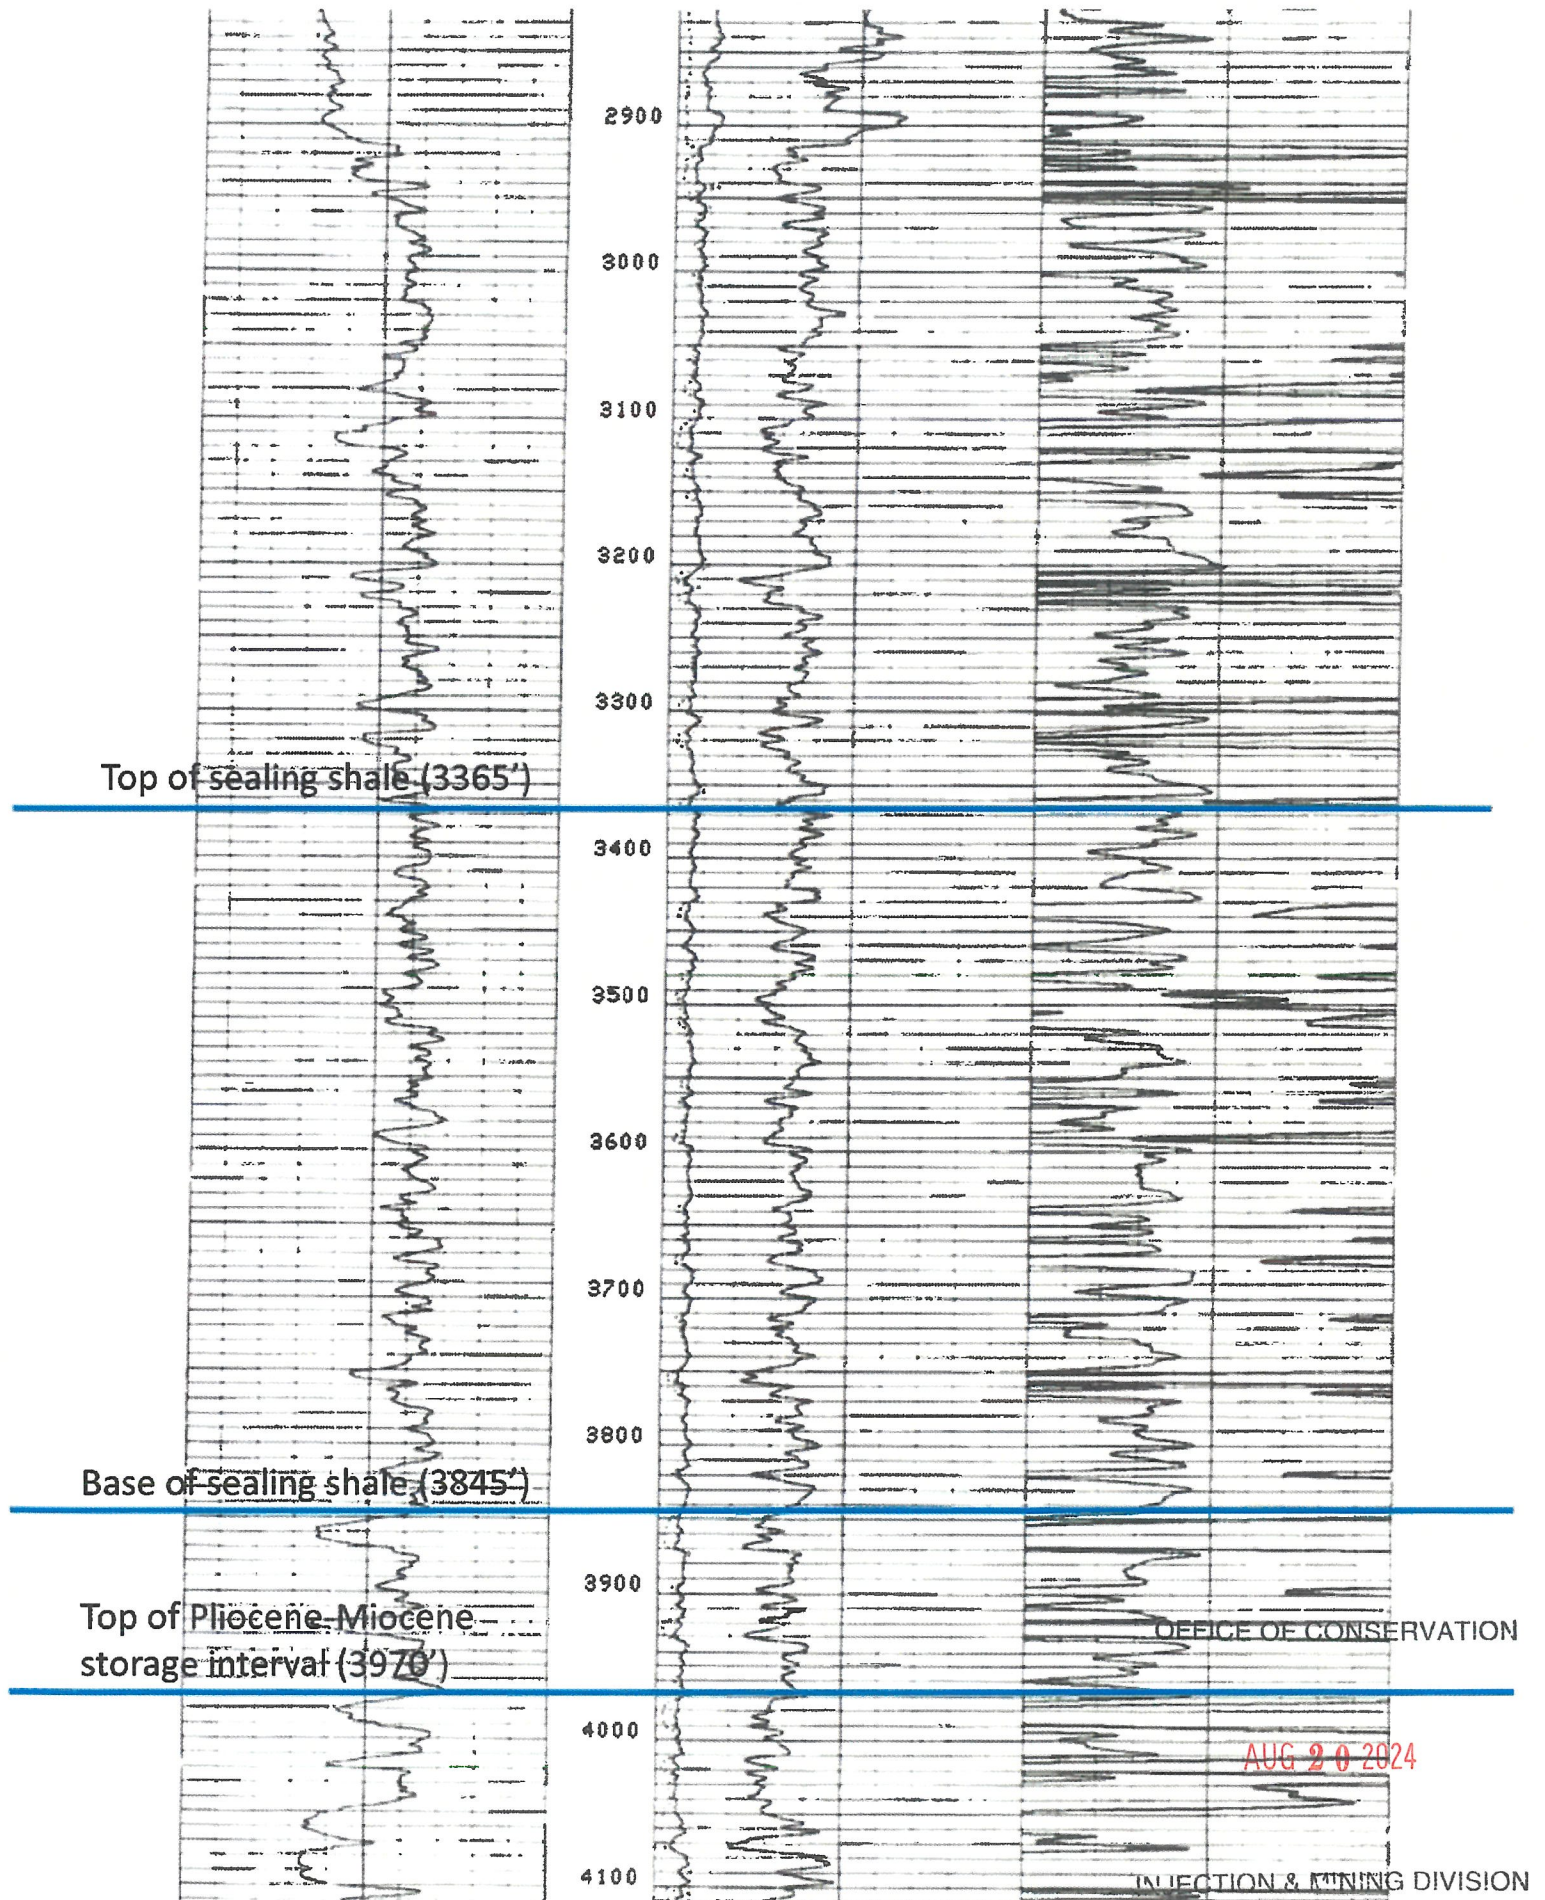 2900
3000
3100
3200
3300
Top of sealing shale (3365’)
3400
3500
3600
3700
3800
Base of sealing shale (3845’)
3900
Top of Pliocene-Miocene
storage interval (3970’)
OFFICE OF CONSERVATION
4000
AUG 20 2024
4100
INJECTION & MINING DIVISION